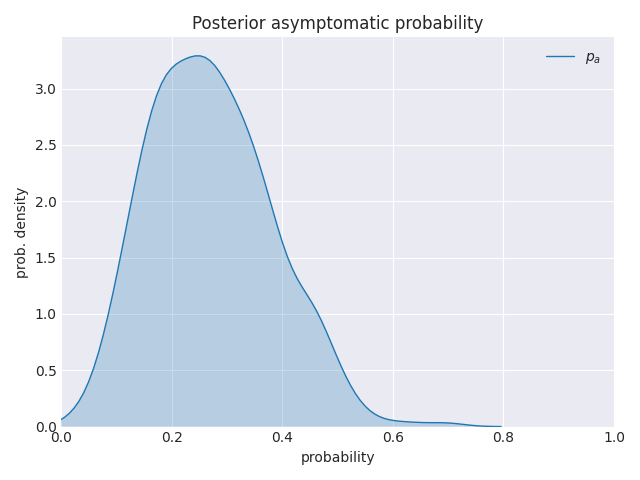 Posterior asymptomatic probability
pₐ
prob. density
3.0
2.5
2.0
1.5
1.0
0.5
0.0
0.0 0.2 0.4 0.6 0.8 1.0
probability